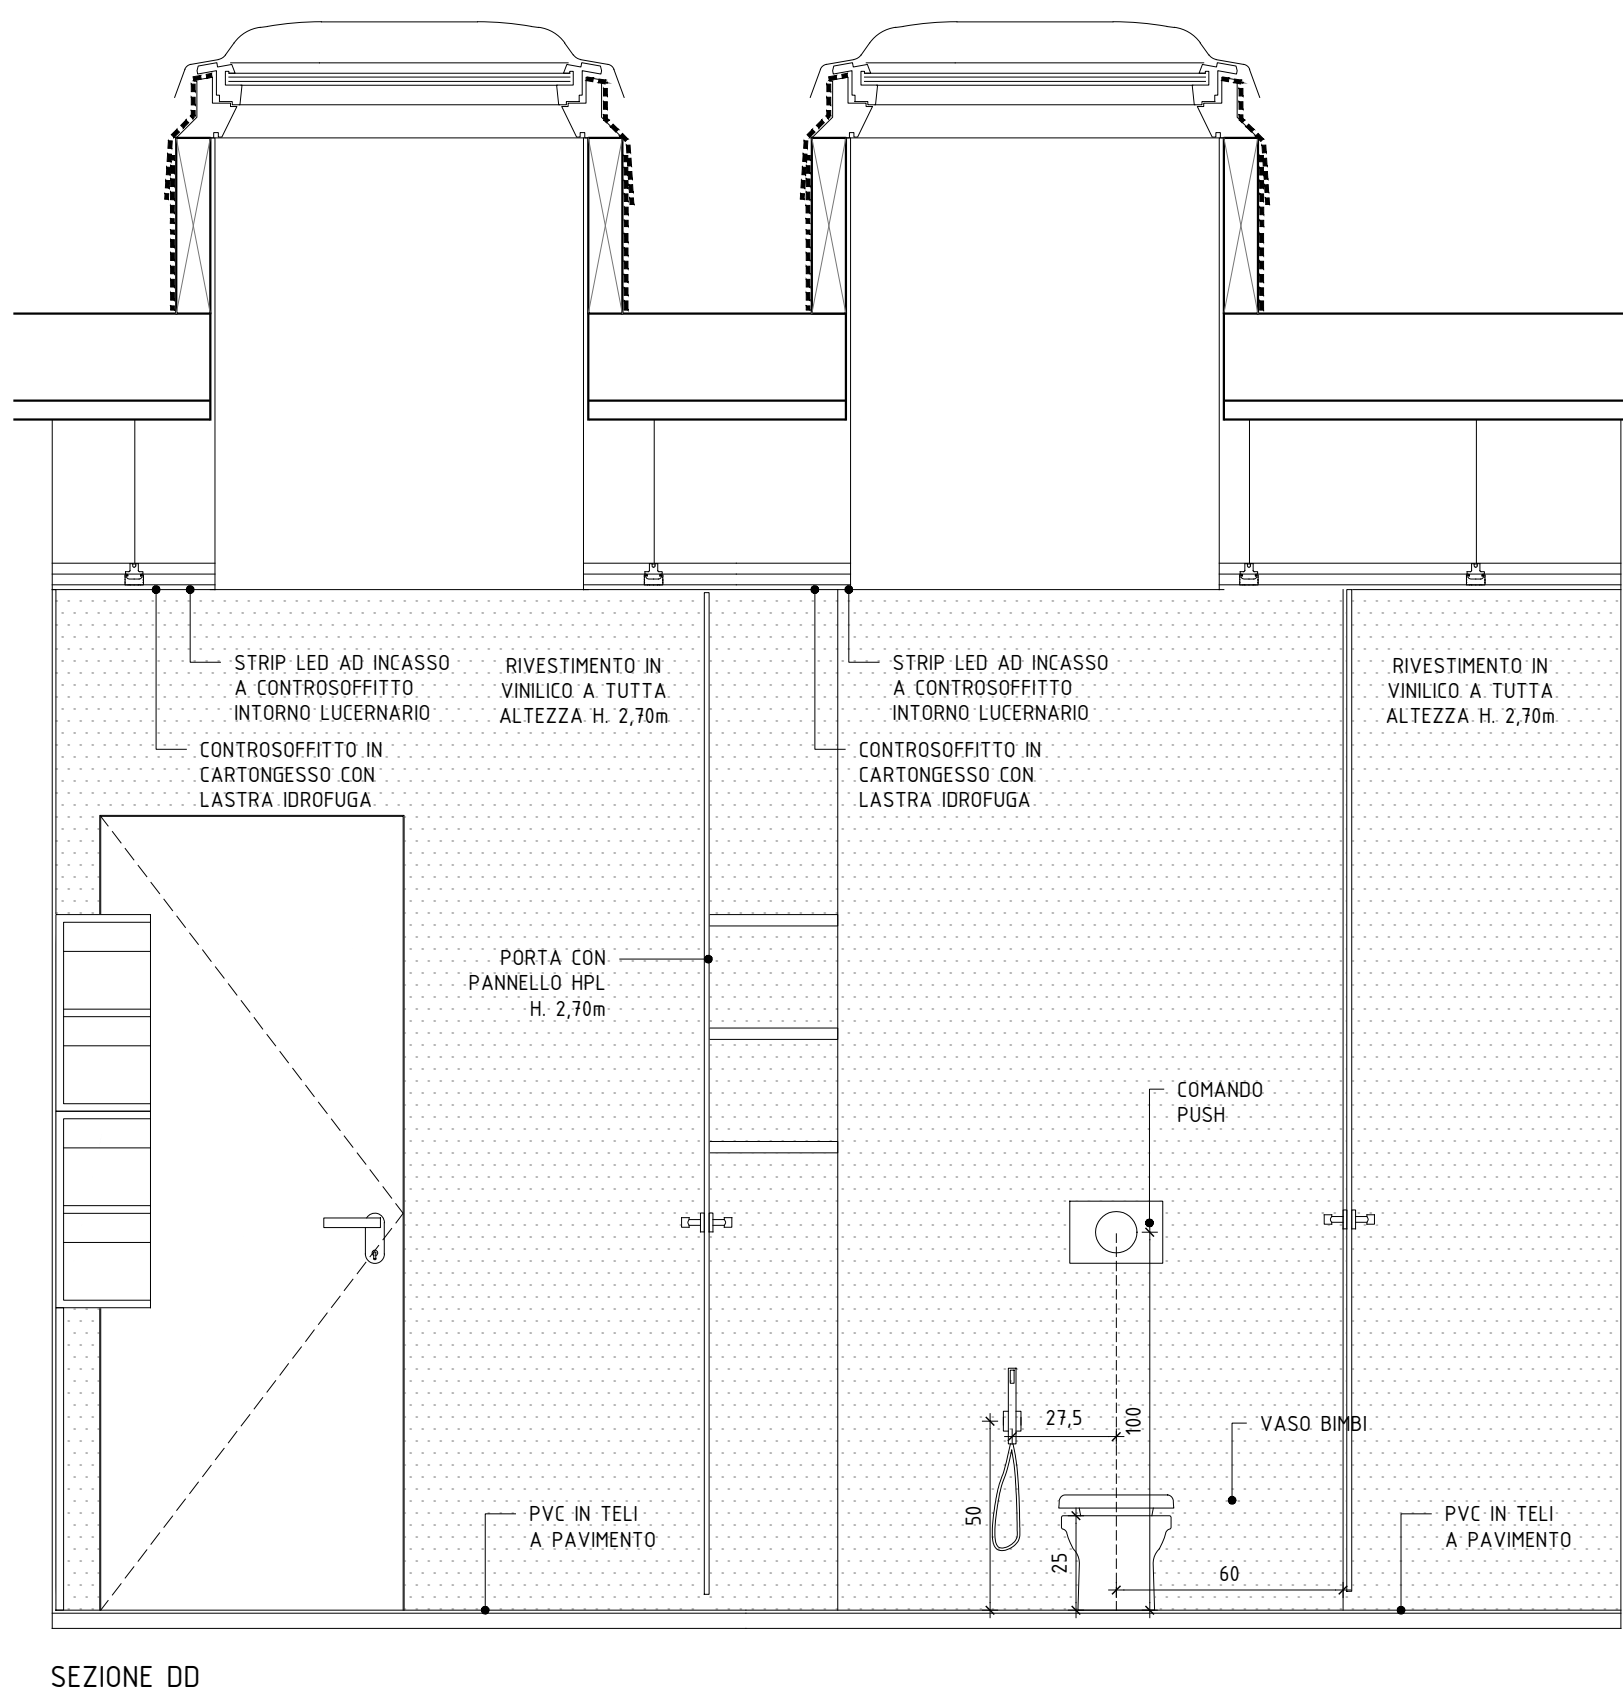 STRIP LED AD INCASSO
A CONTROSOFFITTO
INTORNO LUCERNARIO
RIVESTIMENTO IN
VINILICO A TUTTA
ALTEZZA H. 2,70m
STRIP LED AD INCASSO
A CONTROSOFFITTO
INTORNO LUCERNARIO
RIVESTIMENTO IN
VINILICO A TUTTA
ALTEZZA H. 2,70m
CONTROSOFFITTO IN
CARTONGESSO CON
LASTRA IDROFUGA
CONTROSOFFITTO IN
CARTONGESSO CON
LASTRA IDROFUGA
PORTA CON
PANNELLO HPL
H. 2,70m
COMANDO
PUSH
27,5
100
VASO BIMBI
50
25
60
PVC IN TELI
A PAVIMENTO
PVC IN TELI
A PAVIMENTO
SEZIONE DD